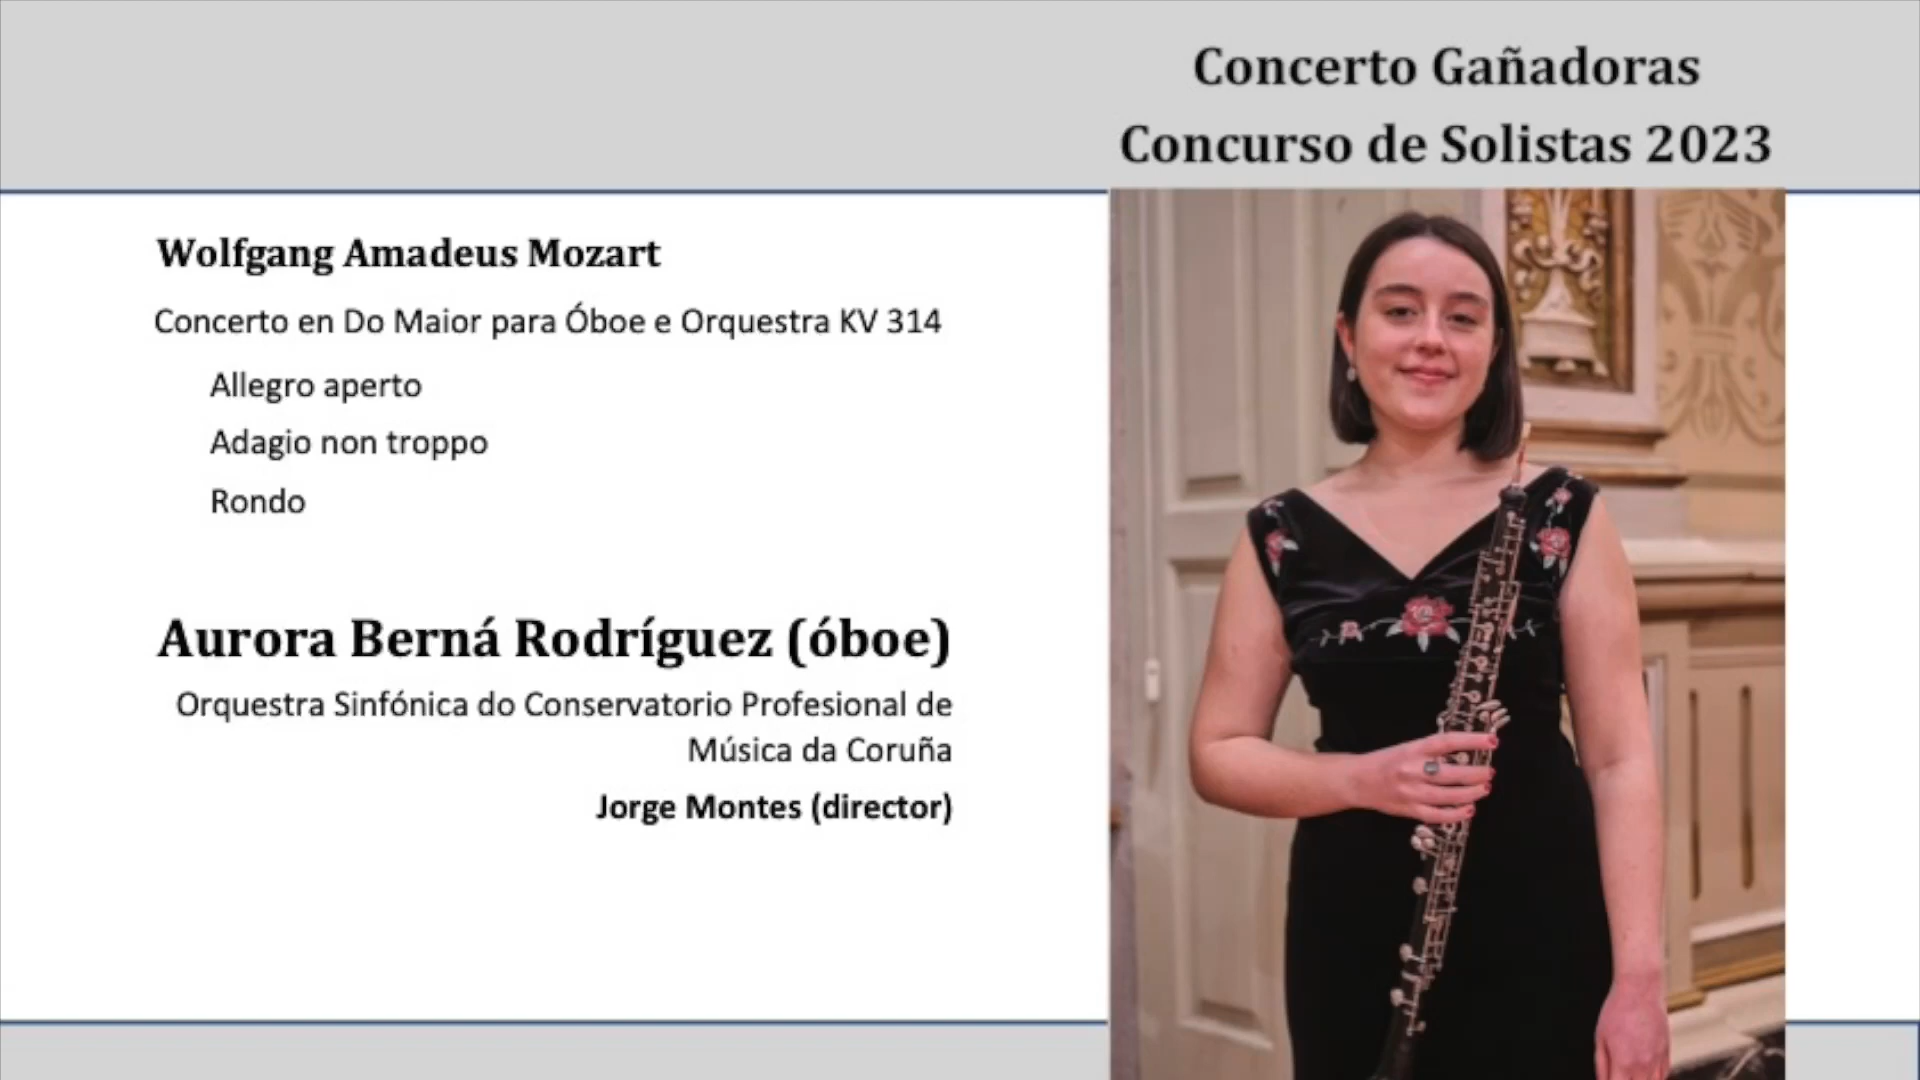 Concerto Gañadoras
Concurso de Solistas 2023
Wolfgang Amadeus Mozart
Concerto en Do Maior para Óboe e Orquestra KV 314
Allegro aperto
Adagio non troppo
Rondo
Aurora Berná Rodríguez (óboe)
Orquestra Sinfónica do Conservatorio Profesional de
Música da Coruña
Jorge Montes (director)